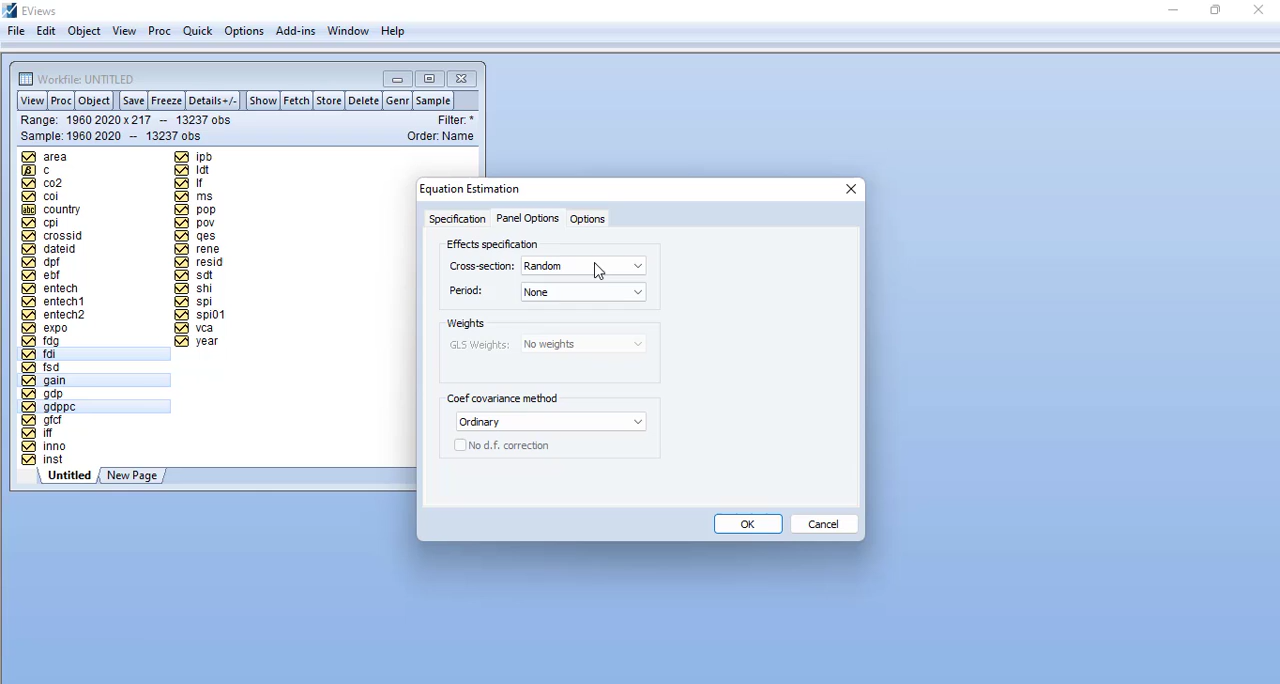 EViews
File Edit Object View Proc Quick Options Add-ins Window Help
Workfile: UNTITLED
View Proc Object Save Freeze Details+/- Show Fetch Store Delete Genr Sample
Range: 1960 2020 x 217 -- 13237 obs Filter: *
Sample: 1960 2020 -- 13237 obs Order: Name
area
c
co2
coi
abc country
cpi
crossid
dateid
dpf
ebf
entech
entech1
entech2
expo
fdg
fdi
fsd
gain
gdp
gdppc
gfcf
iff
inno
inst
ipb
ldt
lf
ms
pop
pov
qes
rene
resid
sdt
shi
spi
spi01
vca
year
Untitled New Page
Equation Estimation
Specification Panel Options Options
Effects specification
Cross-section: Random
Period: None
Weights
GLS Weights: No weights
Coef covariance method
Ordinary
No d.f. correction
OK Cancel